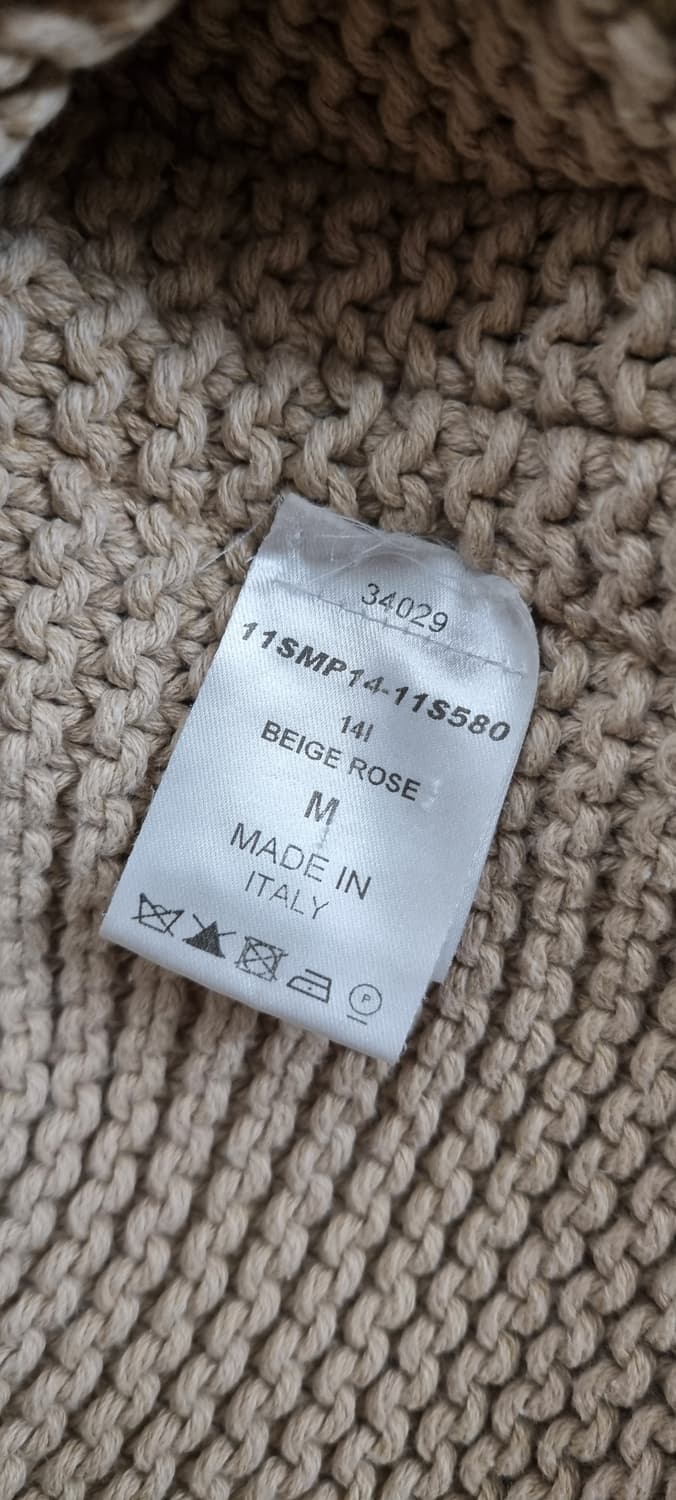 34029
11SMP14-11S580
14I
BEIGE ROSE
M
MADE IN
ITALY
P